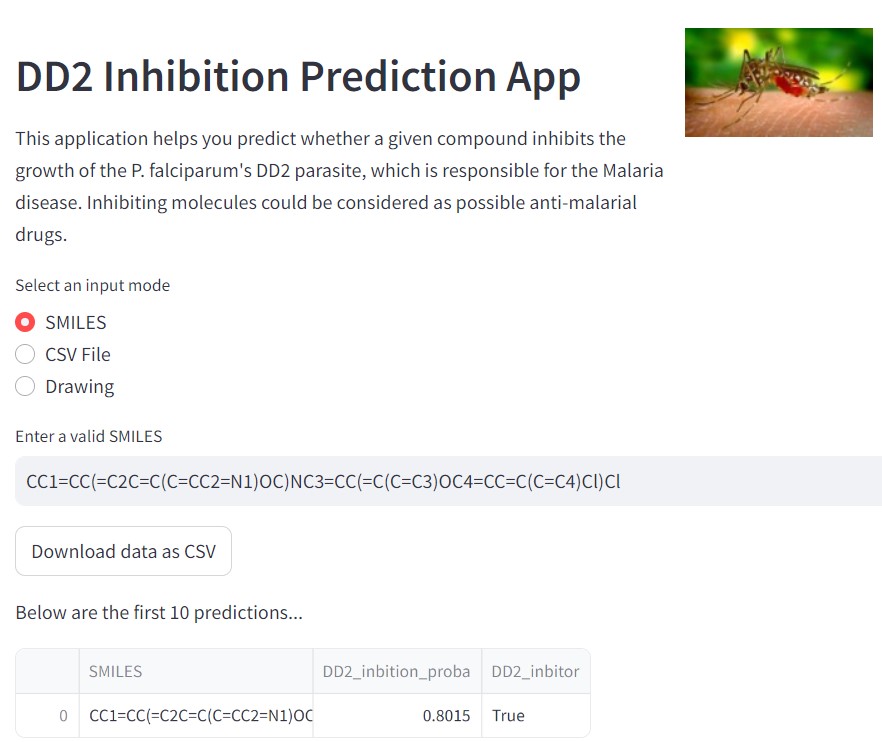 DD2 Inhibition Prediction App
This application helps you predict whether a given compound inhibits the
growth of the P. falciparum's DD2 parasite, which is responsible for the Malaria
disease. Inhibiting molecules could be considered as possible anti-malarial
drugs.
Select an input mode
SMILES
CSV File
Drawing
Enter a valid SMILES
CC1=CC(=C2C=C(C=CC2=N1)OC)NC3=CC(=C(C=C3)OC4=CC=C(C=C4)Cl)Cl
Download data as CSV
Below are the first 10 predictions...
SMILES DD2_inbition_proba DD2_inbitor
0 CC1=CC(=C2C=C(C=CC2=N1)OC 0.8015 True